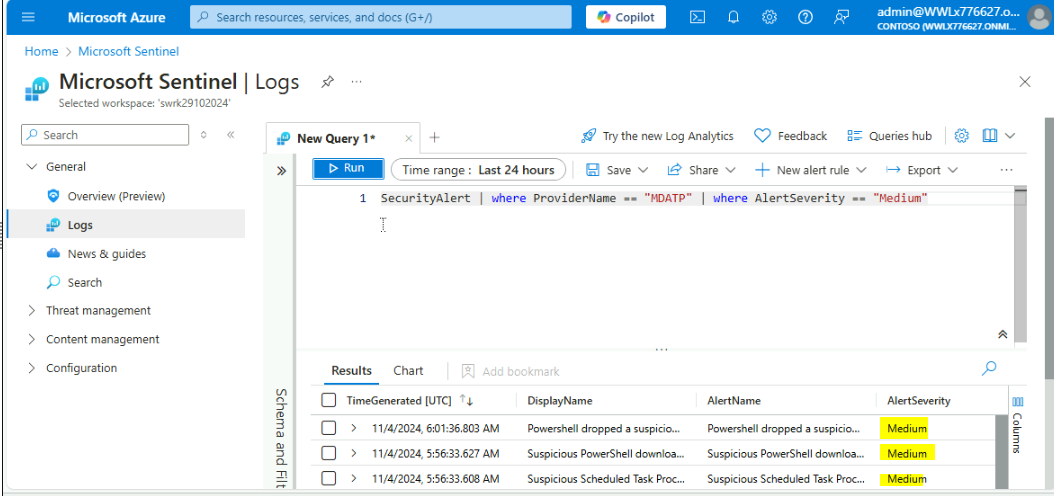 Microsoft Azure
Search resources, services, and docs (G+/)
Copilot
admin@WWLx776627.o...
CONTOSO (WWLX776627.ONMI...
Home > Microsoft Sentinel
Microsoft Sentinel | Logs
...
Selected workspace: 'swrk29102024'
Search
New Query 1*
Try the new Log Analytics
Feedback
Queries hub
General
Run
Time range : Last 24 hours
Save
Share
New alert rule
Export
...
Overview (Preview)
1 SecurityAlert | where ProviderName == "MDATP" | where AlertSeverity == "Medium"
Logs
News & guides
Search
Threat management
Content management
Configuration
Schema and Filt
Results Chart Add bookmark
TimeGenerated [UTC] DisplayName AlertName AlertSeverity
11/4/2024, 6:01:36.803 AM Powershell dropped a suspicio... Powershell dropped a suspicio... Medium
11/4/2024, 5:56:33.627 AM Suspicious PowerShell downloa... Suspicious PowerShell downloa... Medium
11/4/2024, 5:56:33.608 AM Suspicious Scheduled Task Proc... Suspicious Scheduled Task Proc... Medium
Columns